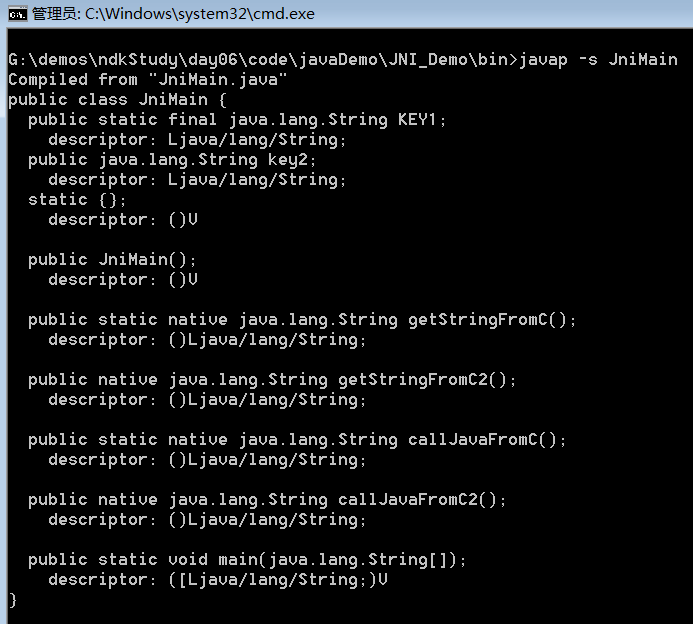 管理员: C:\Windows\system32\cmd.exe
G:\demos\ndkStudy\day06\code\javaDemo\JNI_Demo\bin>javap -s JniMain
Compiled from "JniMain.java"
public class JniMain {
  public static final java.lang.String KEY1;
    descriptor: Ljava/lang/String;
  public java.lang.String key2;
    descriptor: Ljava/lang/String;
  static {};
    descriptor: ()V
  public JniMain();
    descriptor: ()V
  public static native java.lang.String getStringFromC();
    descriptor: ()Ljava/lang/String;
  public native java.lang.String getStringFromC2();
    descriptor: ()Ljava/lang/String;
  public static native java.lang.String callJavaFromC();
    descriptor: ()Ljava/lang/String;
  public native java.lang.String callJavaFromC2();
    descriptor: ()Ljava/lang/String;
  public static void main(java.lang.String[]);
    descriptor: ([Ljava/lang/String;)V
}